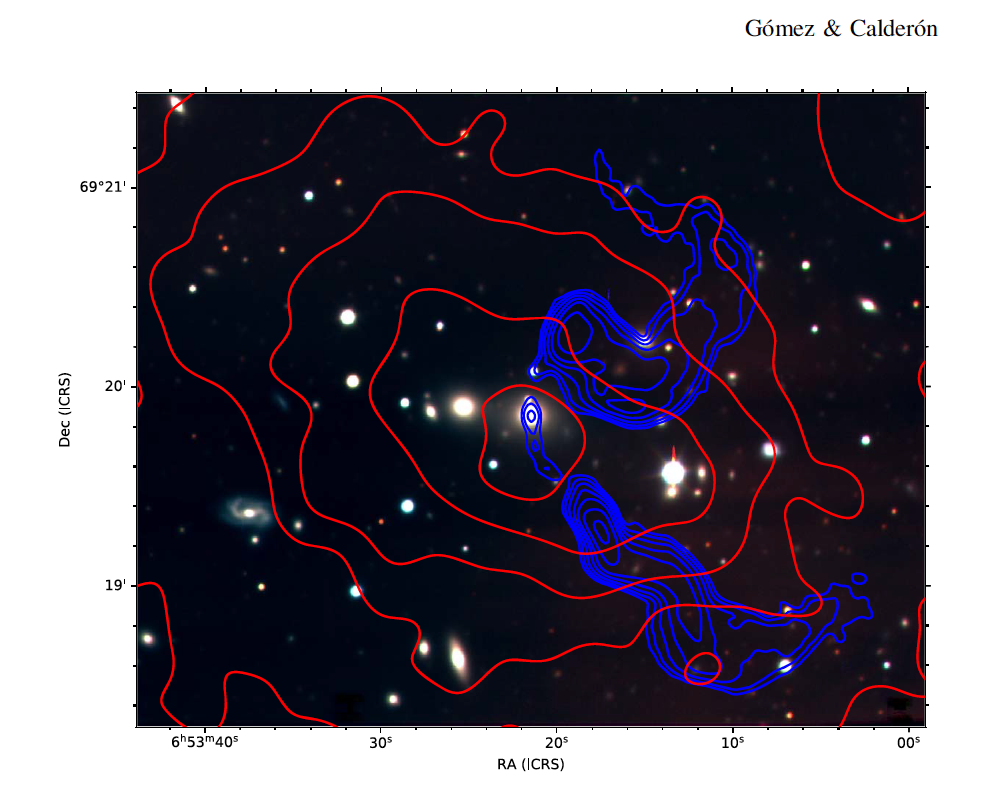 Gómez & Calderón
69°21'
20'
19'
Dec (ICRS)
6ʰ53ᵐ40ˢ 30ˢ 20ˢ 10ˢ 00ˢ
RA (ICRS)